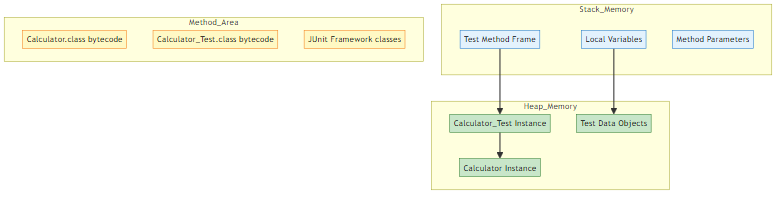 Method_Area
Calculator.class bytecode
Calculator_Test.class bytecode
JUnit Framework classes
Stack_Memory
Test Method Frame
Local Variables
Method Parameters
Heap_Memory
Calculator_Test Instance
Test Data Objects
Calculator Instance